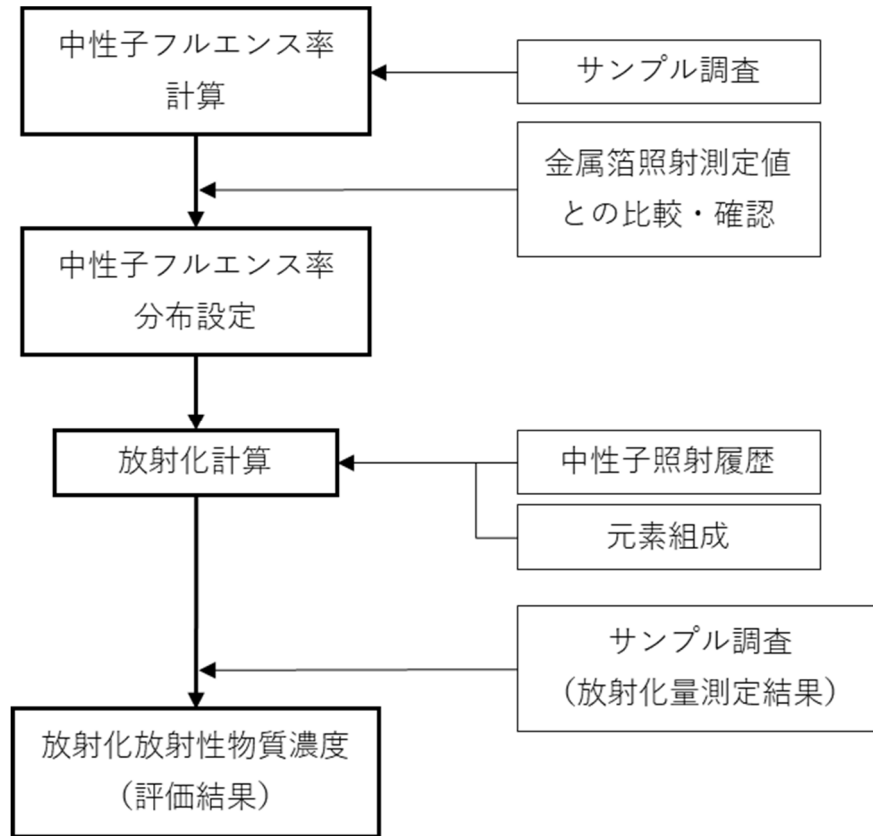 中性子フルエンス率
計算
サンプル調査
金属箔照射測定値
との比較・確認
中性子フルエンス率
分布設定
放射化計算
中性子照射履歴
元素組成
サンプル調査
（放射化量測定結果）
放射化放射性物質濃度
（評価結果）